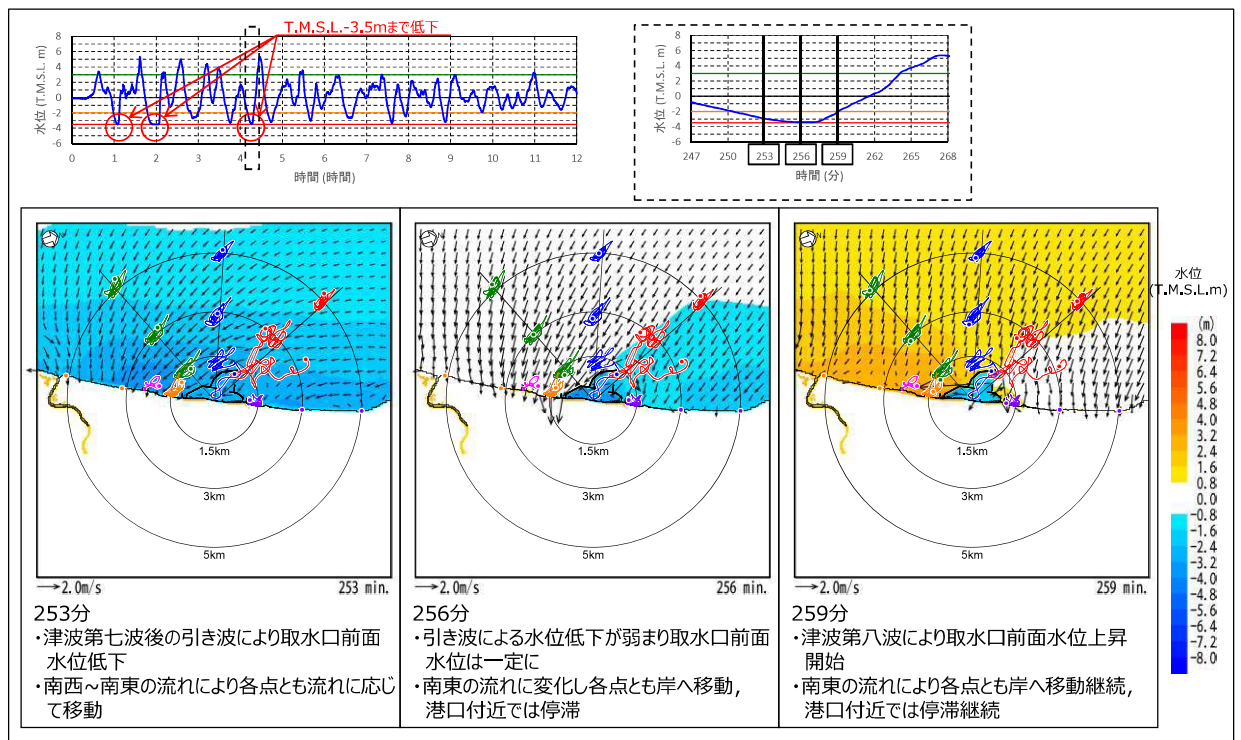 T.M.S.L.-3.5mまで低下
水位 (T.M.S.L. m)
8
6
4
2
0
-2
-4
-6
0 1 2 3 4 5 6 7 8 9 10 11 12
時間 (時間)
水位 (T.M.S.L. m)
8
6
4
2
0
-2
-4
-6
247 250 253 256 259 262 265 268
時間 (分)
N
1.5km
3km
5km
2.0m/s 253 min.
253分
・津波第七波後の引き波により取水口前面
水位低下
・南西~南東の流れにより各点とも流れに応じ
て移動
N
1.5km
3km
5km
2.0m/s 256 min.
256分
・引き波による水位低下が弱まり取水口前面
水位は一定に
・南東の流れに変化し各点とも岸へ移動,
港口付近では停滞
N
1.5km
3km
5km
2.0m/s 259 min.
259分
・津波第八波により取水口前面水位上昇
開始
・南東の流れにより各点とも岸へ移動継続,
港口付近では停滞継続
水位
(T.M.S.L.m)
(m)
8.0
7.2
6.4
5.6
4.8
4.0
3.2
2.4
1.6
0.8
0.0
-0.8
-1.6
-2.4
-3.2
-4.0
-4.8
-5.6
-6.4
-7.2
-8.0